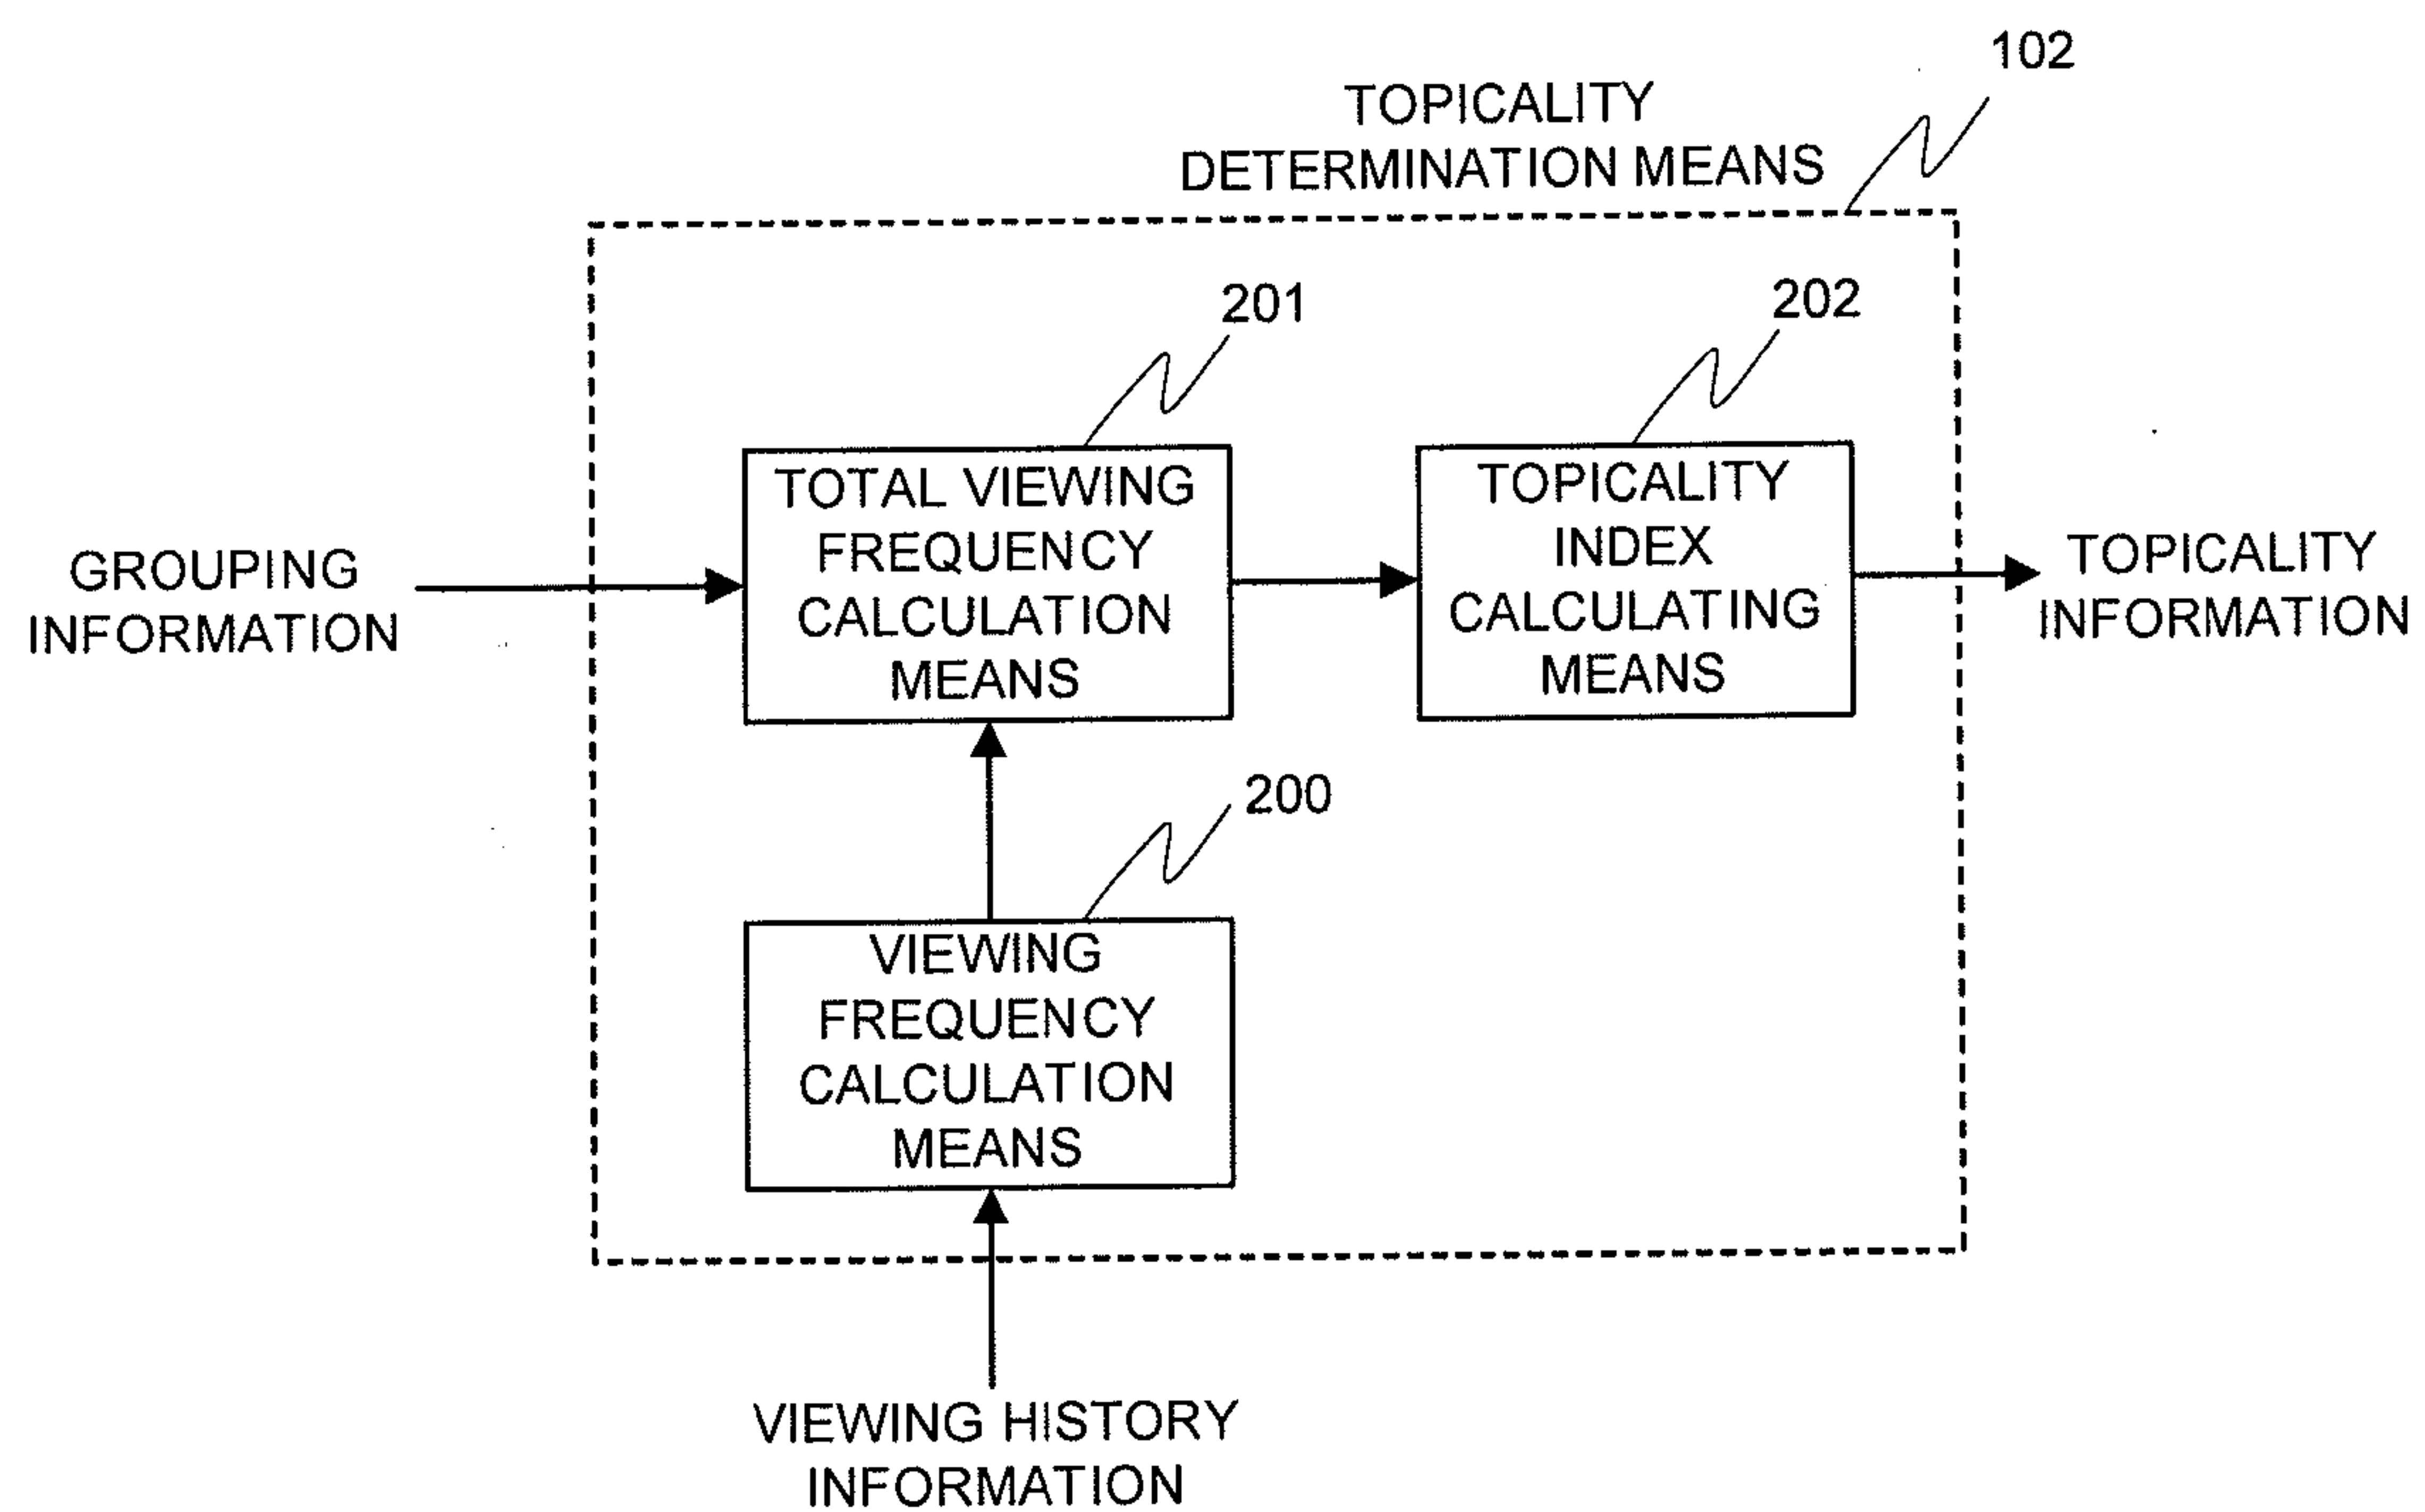 102
TOPICALITY
DETERMINATION MEANS
201
202
TOTAL VIEWING
FREQUENCY
CALCULATION
MEANS
TOPICALITY
INDEX
CALCULATING
MEANS
GROUPING
INFORMATION
TOPICALITY
INFORMATION
200
VIEWING
FREQUENCY
CALCULATION
MEANS
VIEWING HISTORY
INFORMATION